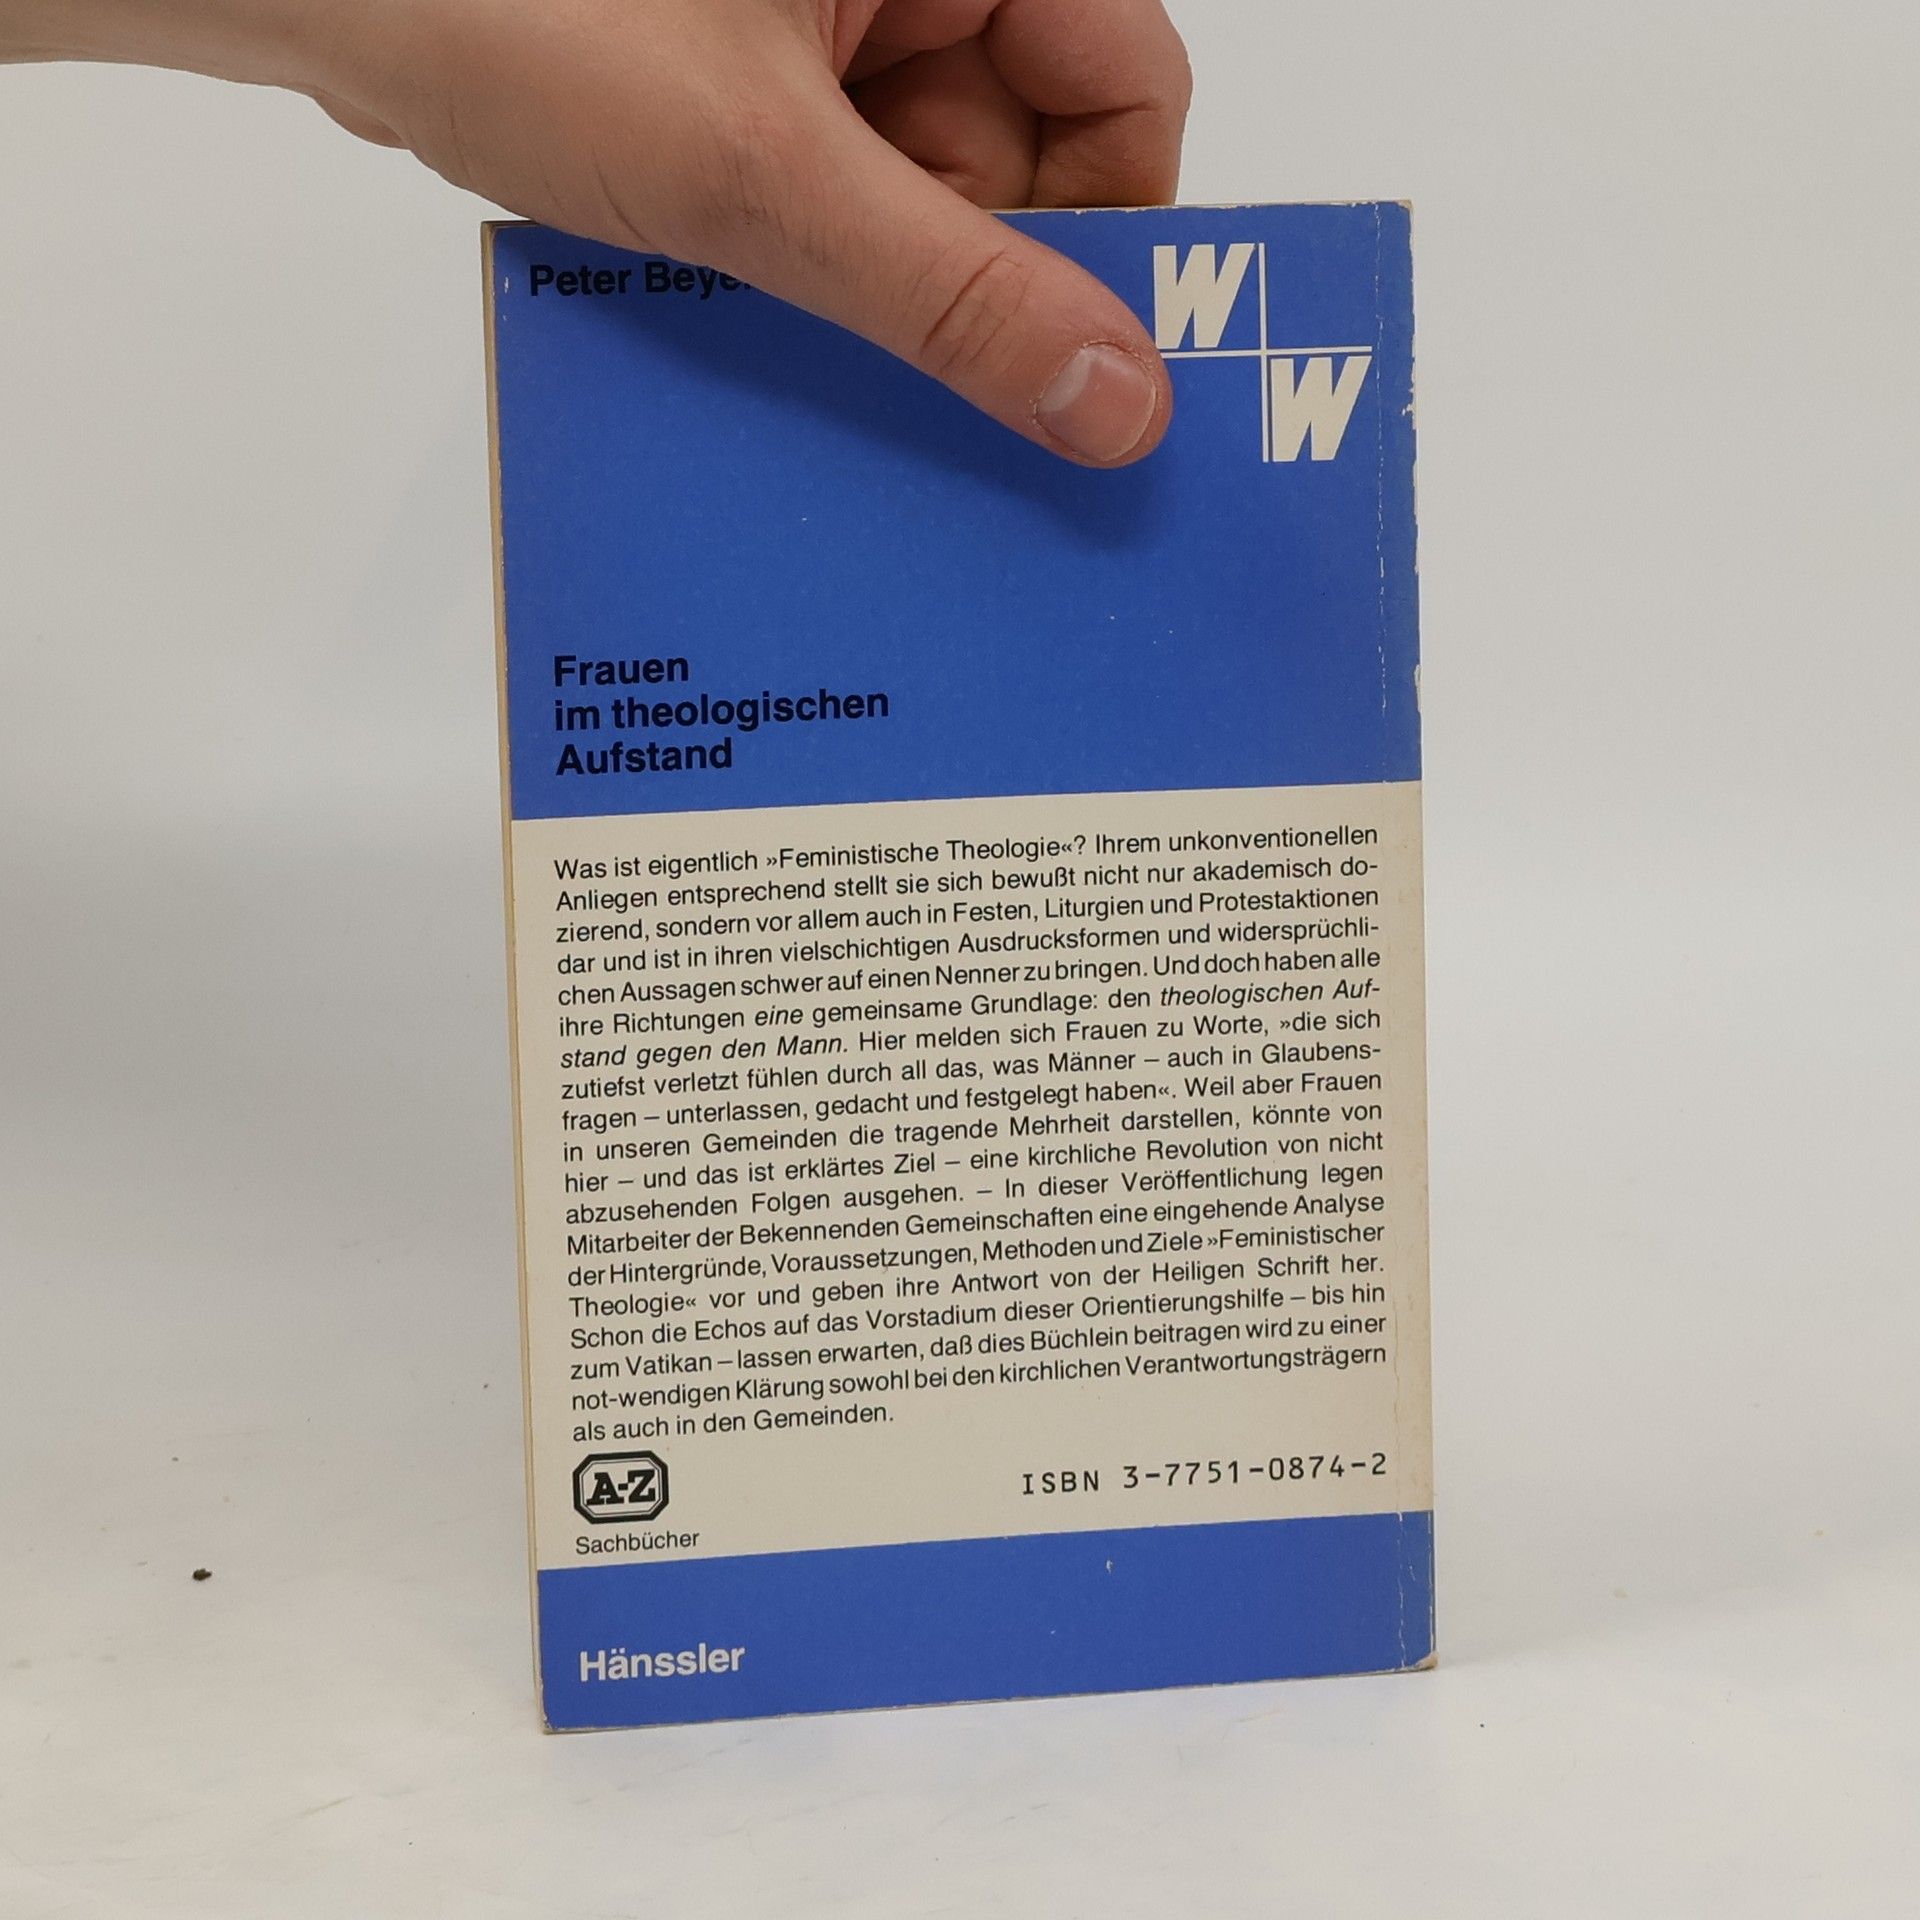 Peter
W
W
Frauen
im theologischen
Aufstand
Was ist eigentlich »Feministische Theologie«? Ihrem unkonventionellen
Anliegen entsprechend stellt sie sich bewußt nicht nur akademisch do-
zierend, sondern vor allem auch in Festen, Liturgien und Protestaktionen
dar und ist in ihren vielschichtigen Ausdrucksformen und widersprüchli-
chen Aussagen schwer auf einen Nenner zu bringen. Und doch haben alle
ihre Richtungen eine gemeinsame Grundlage: den theologischen Auf-
stand gegen den Mann. Hier melden sich Frauen zu Worte, »die sich
zutiefst verletzt fühlen durch all das, was Männer – auch in Glaubens-
fragen – unterlassen, gedacht und festgelegt haben«. Weil aber Frauen
in unseren Gemeinden die tragende Mehrheit darstellen, könnte von
hier – und das ist erklärtes Ziel – eine kirchliche Revolution von nicht
abzusehenden Folgen ausgehen. – In dieser Veröffentlichung legen
Mitarbeiter der Bekennenden Gemeinschaften eine eingehende Analyse
der Hintergründe, Voraussetzungen, Methoden und Ziele »Feministischer
Theologie« vor und geben ihre Antwort von der Heiligen Schrift her.
Schon die Echos auf das Vorstadium dieser Orientierungshilfe – bis hin
zum Vatikan – lassen erwarten, daß dies Büchlein beitragen wird zu einer
not-wendigen Klärung sowohl bei den kirchlichen Verantwortungsträgern
als auch in den Gemeinden.
A-Z
Sachbücher
ISBN 3-7751-0874-2
Hänssler